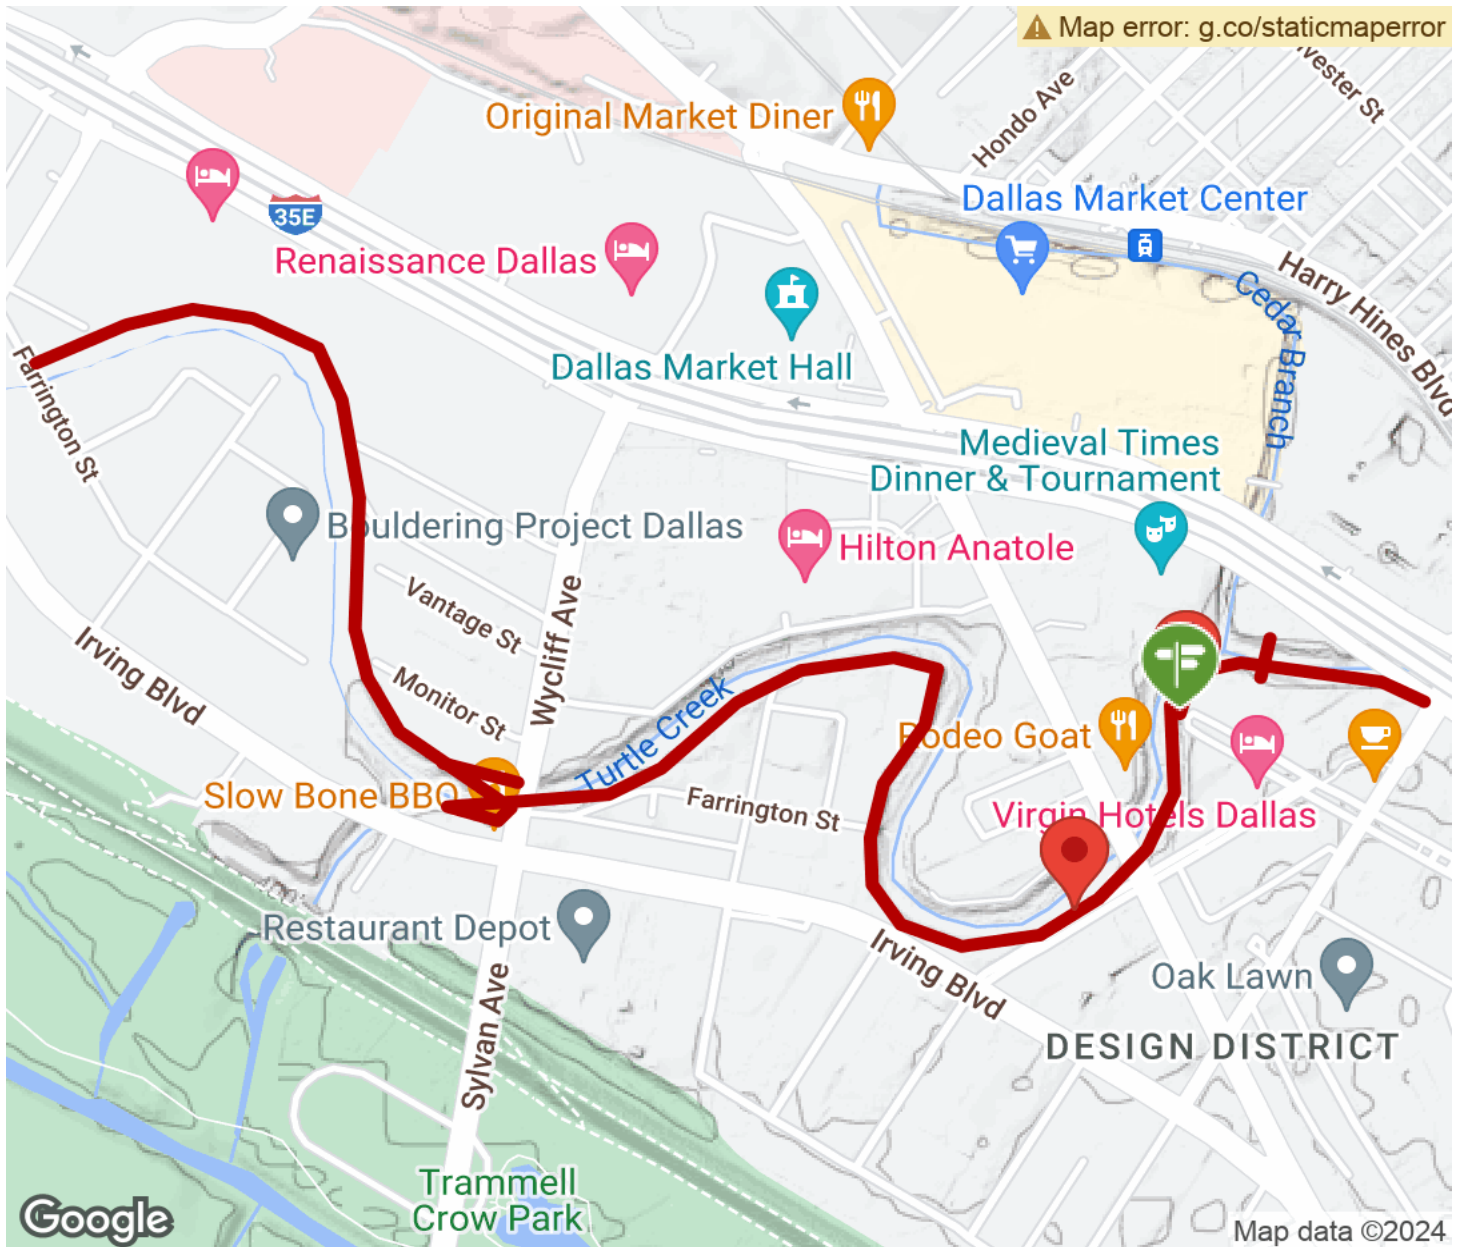 Map error: g.co/staticmaperror
Original Market Diner
Hondo Ave
vester St
Dallas Market Center
35E
Renaissance Dallas
Cedar Branch
Harry Hines Blvd
Dallas Market Hall
Farrington St
Medieval Times
Dinner & Tournament
Bouldering Project Dallas
Hilton Anatole
Vantage St
Wycliff Ave
Irving Blvd
Monitor St
Turtle Creek
Rodeo Goat
Slow Bone BBQ
Farrington St
Virgin Hotels Dallas
400
Restaurant Depot
Irving Blvd
Oak Lawn
Sylvan Ave
DESIGN DISTRICT
Trammell
Crow Park
Google
Map data ©2024